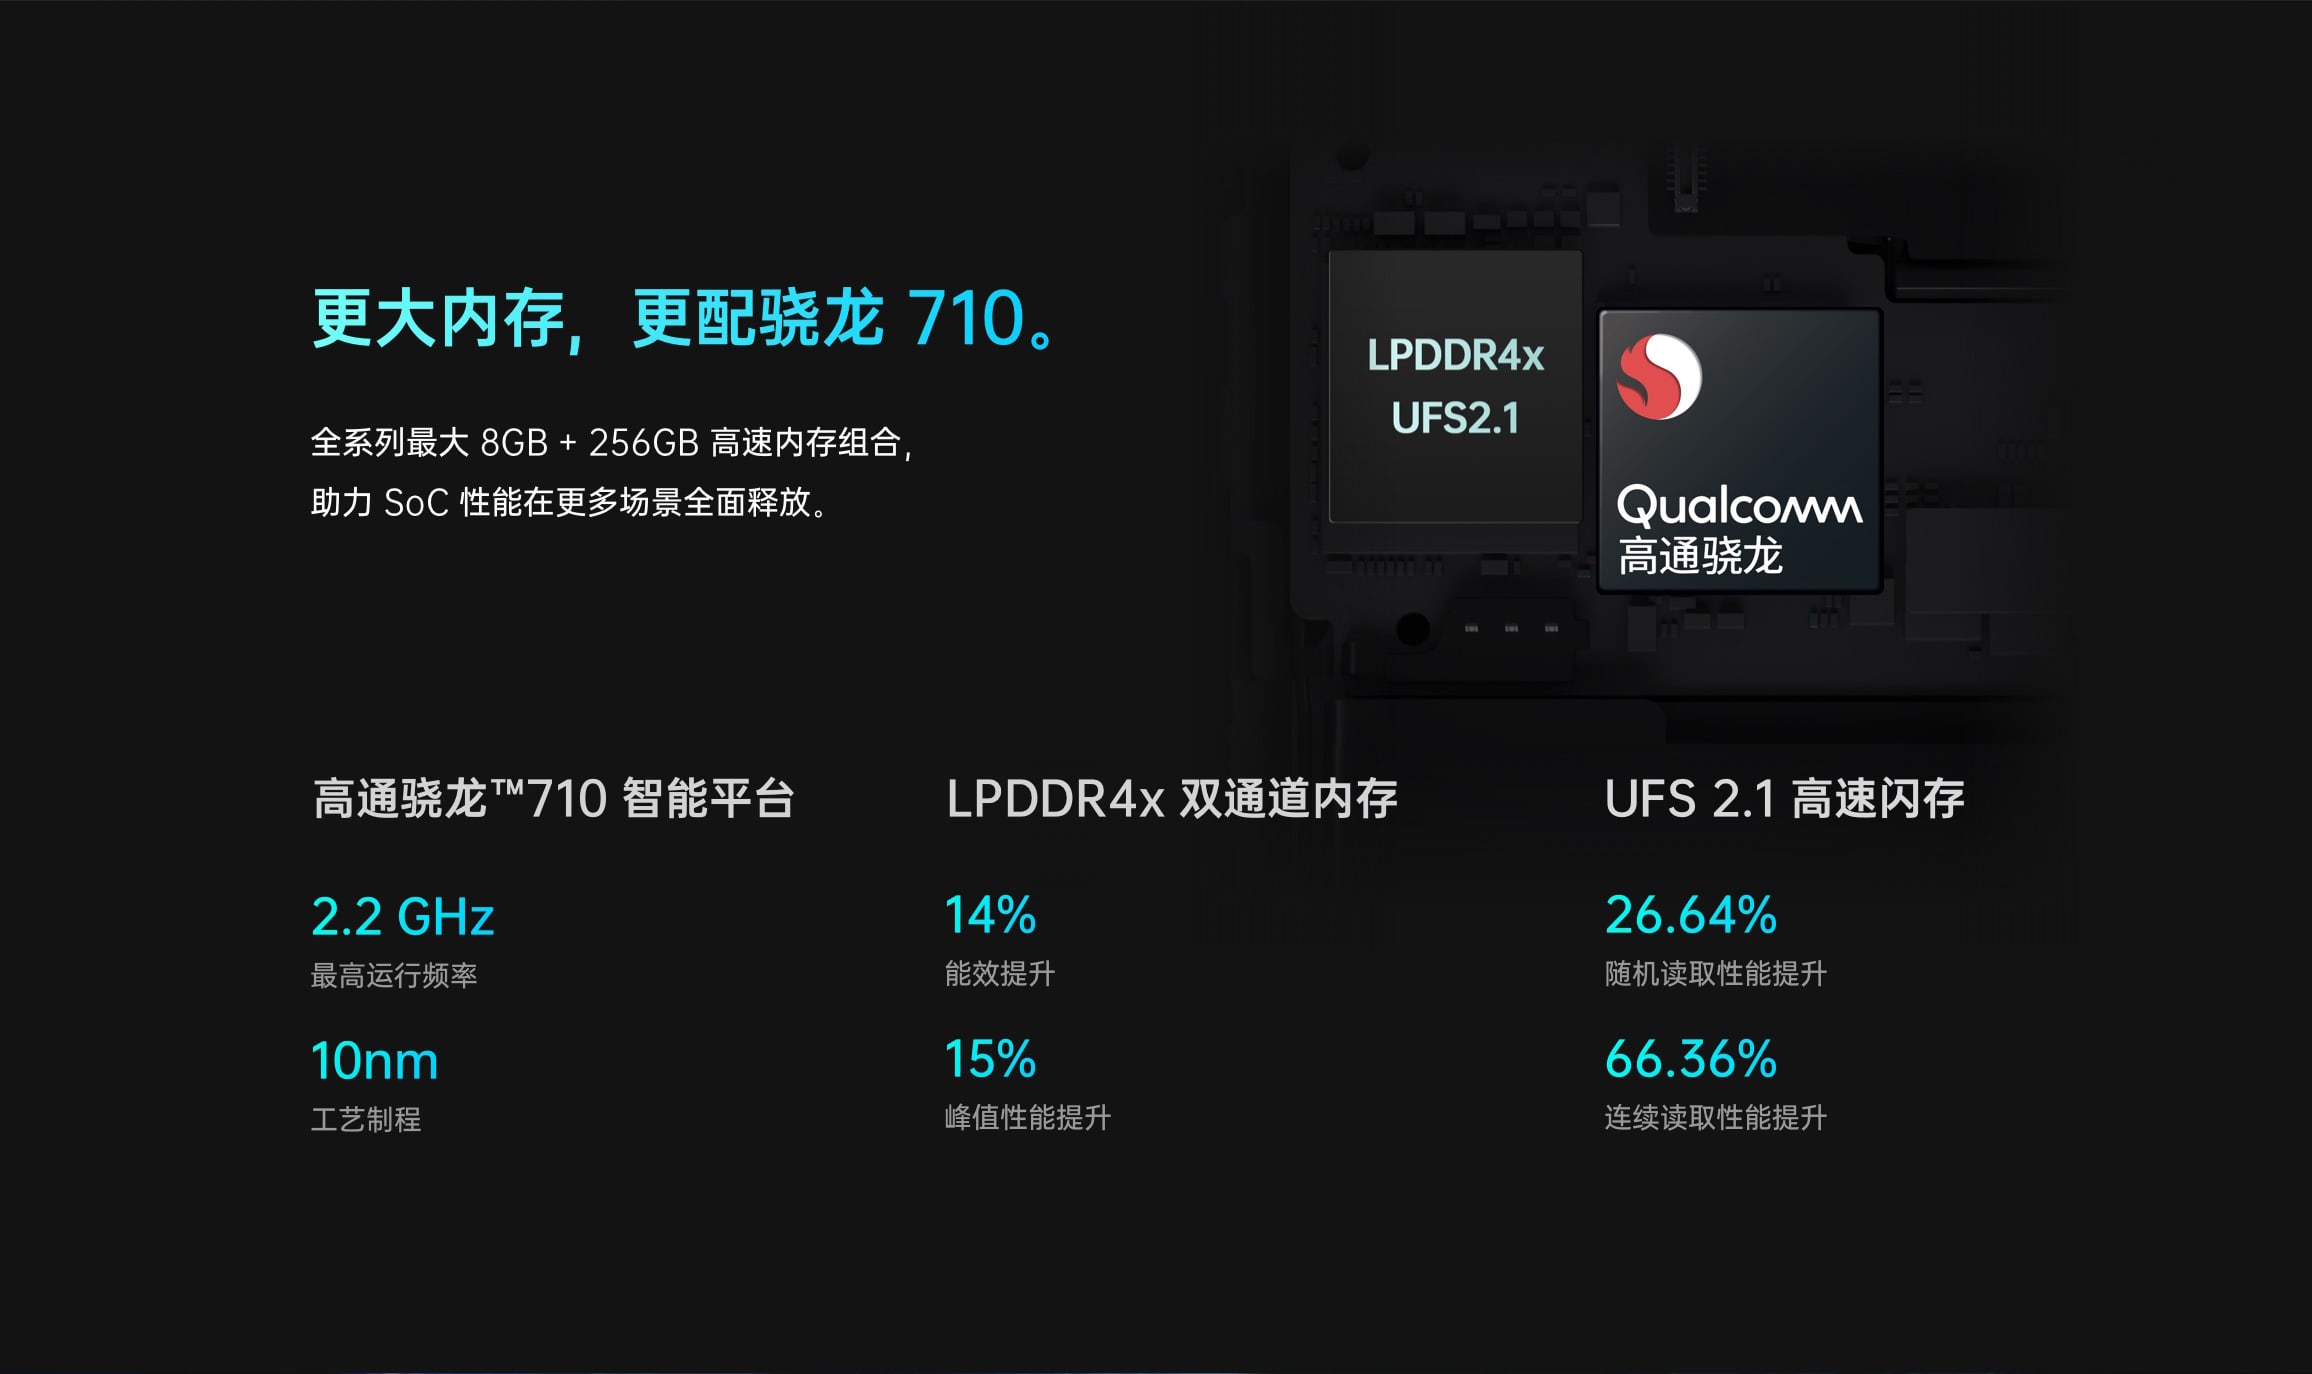 更大内存，更配骁龙 710。
全系列最大 8GB + 256GB 高速内存组合，
助力 SoC 性能在更多场景全面释放。
LPDDR4x
UFS2.1
Qualcomm
高通骁龙
高通骁龙™710 智能平台
2.2 GHz
最高运行频率
10nm
工艺制程
LPDDR4x 双通道内存
14%
能效提升
15%
峰值性能提升
UFS 2.1 高速闪存
26.64%
随机读取性能提升
66.36%
连续读取性能提升